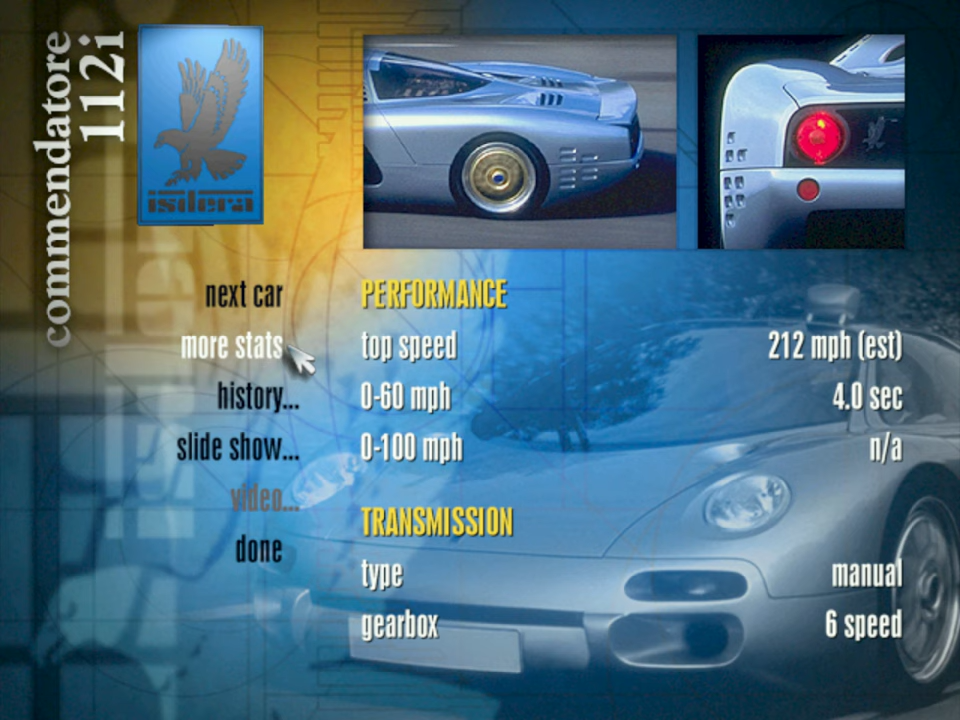 commendatore
112i
isdera
next car
more stats
history...
slide show...
video...
done
PERFORMANCE
top speed 212 mph (est)
0-60 mph 4.0 sec
0-100 mph n/a
TRANSMISSION
type manual
gearbox 6 speed